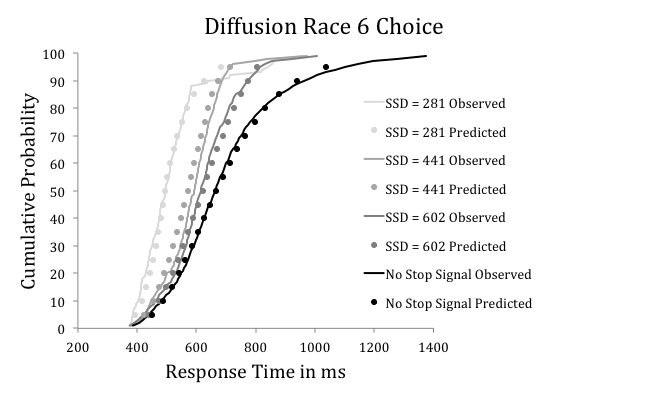 Diffusion Race 6 Choice
Cumulative Probability
100
90
80
70
60
50
40
30
20
10
0
200 400 600 800 1000 1200 1400
Response Time in ms
SSD = 281 Observed
SSD = 281 Predicted
SSD = 441 Observed
SSD = 441 Predicted
SSD = 602 Observed
SSD = 602 Predicted
No Stop Signal Observed
No Stop Signal Predicted